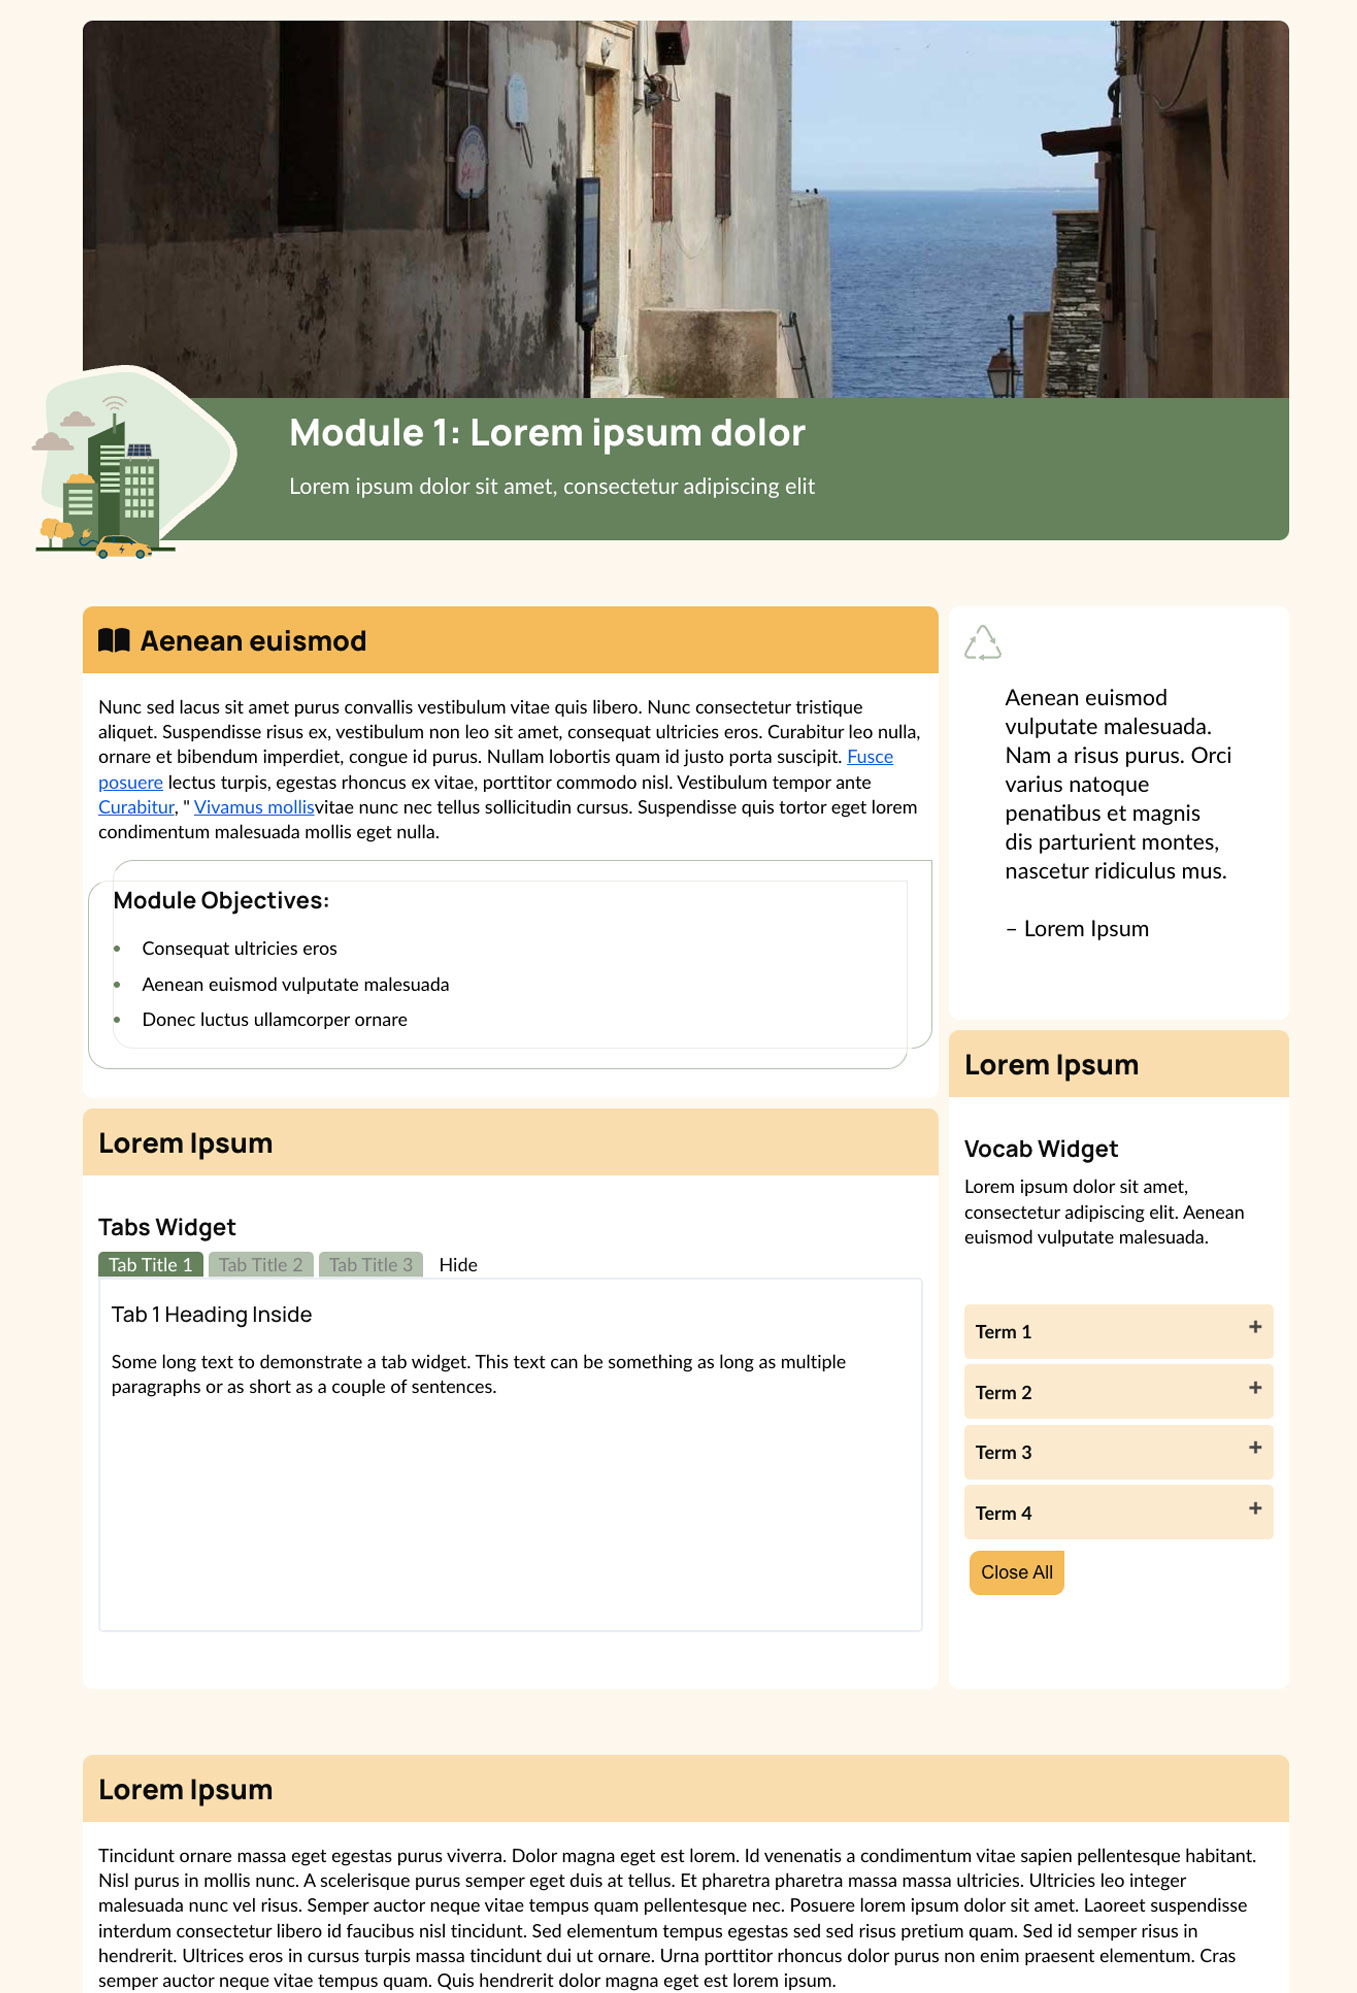 Module 1: Lorem ipsum dolor
Lorem ipsum dolor sit amet, consectetur adipiscing elit
Aenean euismod
Nunc sed lacus sit amet purus convallis vestibulum vitae quis libero. Nunc consectetur tristique
aliquet. Suspendisse risus ex, vestibulum non leo sit amet, consequat ultricies eros. Curabitur leo nulla,
ornare et bibendum imperdiet, congue id purus. Nullam lobortis quam id justo porta suscipit. Fusce
posuere lectus turpis, egestas rhoncus ex vitae, porttitor commodo nisl. Vestibulum tempor ante
Curabitur, " Vivamus mollisvitae nunc nec tellus sollicitudin cursus. Suspendisse quis tortor eget lorem
condimentum malesuada mollis eget nulla.
Module Objectives:
• Consequat ultricies eros
• Aenean euismod vulputate malesuada
• Donec luctus ullamcorper ornare
Aenean euismod
vulputate malesuada.
Nam a risus purus. Orci
varius natoque
penatibus et magnis
dis parturient montes,
nascetur ridiculus mus.
– Lorem Ipsum
Lorem Ipsum
Tabs Widget
Tab Title 1 Tab Title 2 Tab Title 3 Hide
Tab 1 Heading Inside
Some long text to demonstrate a tab widget. This text can be something as long as multiple
paragraphs or as short as a couple of sentences.
Lorem Ipsum
Vocab Widget
Lorem ipsum dolor sit amet,
consectetur adipiscing elit. Aenean
euismod vulputate malesuada.
Term 1 +
Term 2 +
Term 3 +
Term 4 +
Close All
Lorem Ipsum
Tincidunt ornare massa eget egestas purus viverra. Dolor magna eget est lorem. Id venenatis a condimentum vitae sapien pellentesque habitant.
Nisl purus in mollis nunc. A scelerisque purus semper eget duis at tellus. Et pharetra pharetra massa massa ultricies. Ultricies leo integer
malesuada nunc vel risus. Semper auctor neque vitae tempus quam pellentesque nec. Posuere lorem ipsum dolor sit amet. Laoreet suspendisse
interdum consectetur libero id faucibus nisl tincidunt. Sed elementum tempus egestas sed sed risus pretium quam. Sed id semper risus in
hendrerit. Ultrices eros in cursus turpis massa tincidunt dui ut ornare. Urna porttitor rhoncus dolor purus non enim praesent elementum. Cras
semper auctor neque vitae tempus quam. Quis hendrerit dolor magna eget est lorem ipsum.